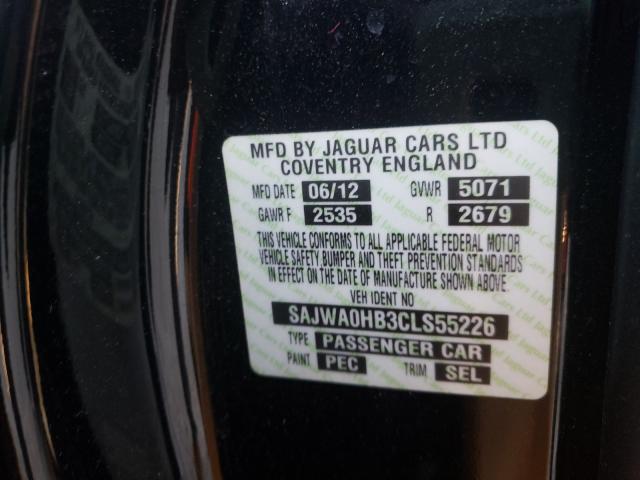 MFD BY JAGUAR CARS LTD
COVENTRY ENGLAND
MFD DATE 06/12 GVWR 5071
GAWR F 2535 R 2679
THIS VEHICLE CONFORMS TO ALL APPLICABLE FEDERAL MOTOR
VEHICLE SAFETY, BUMPER AND THEFT PREVENTION STANDARDS
IN EFFECT ON THE DATE OF MANUFACTURE SHOWN ABOVE.
VEH IDENT NO
SAJWA0HB3CLS55226
TYPE PASSENGER CAR
PAINT PEC TRIM SEL